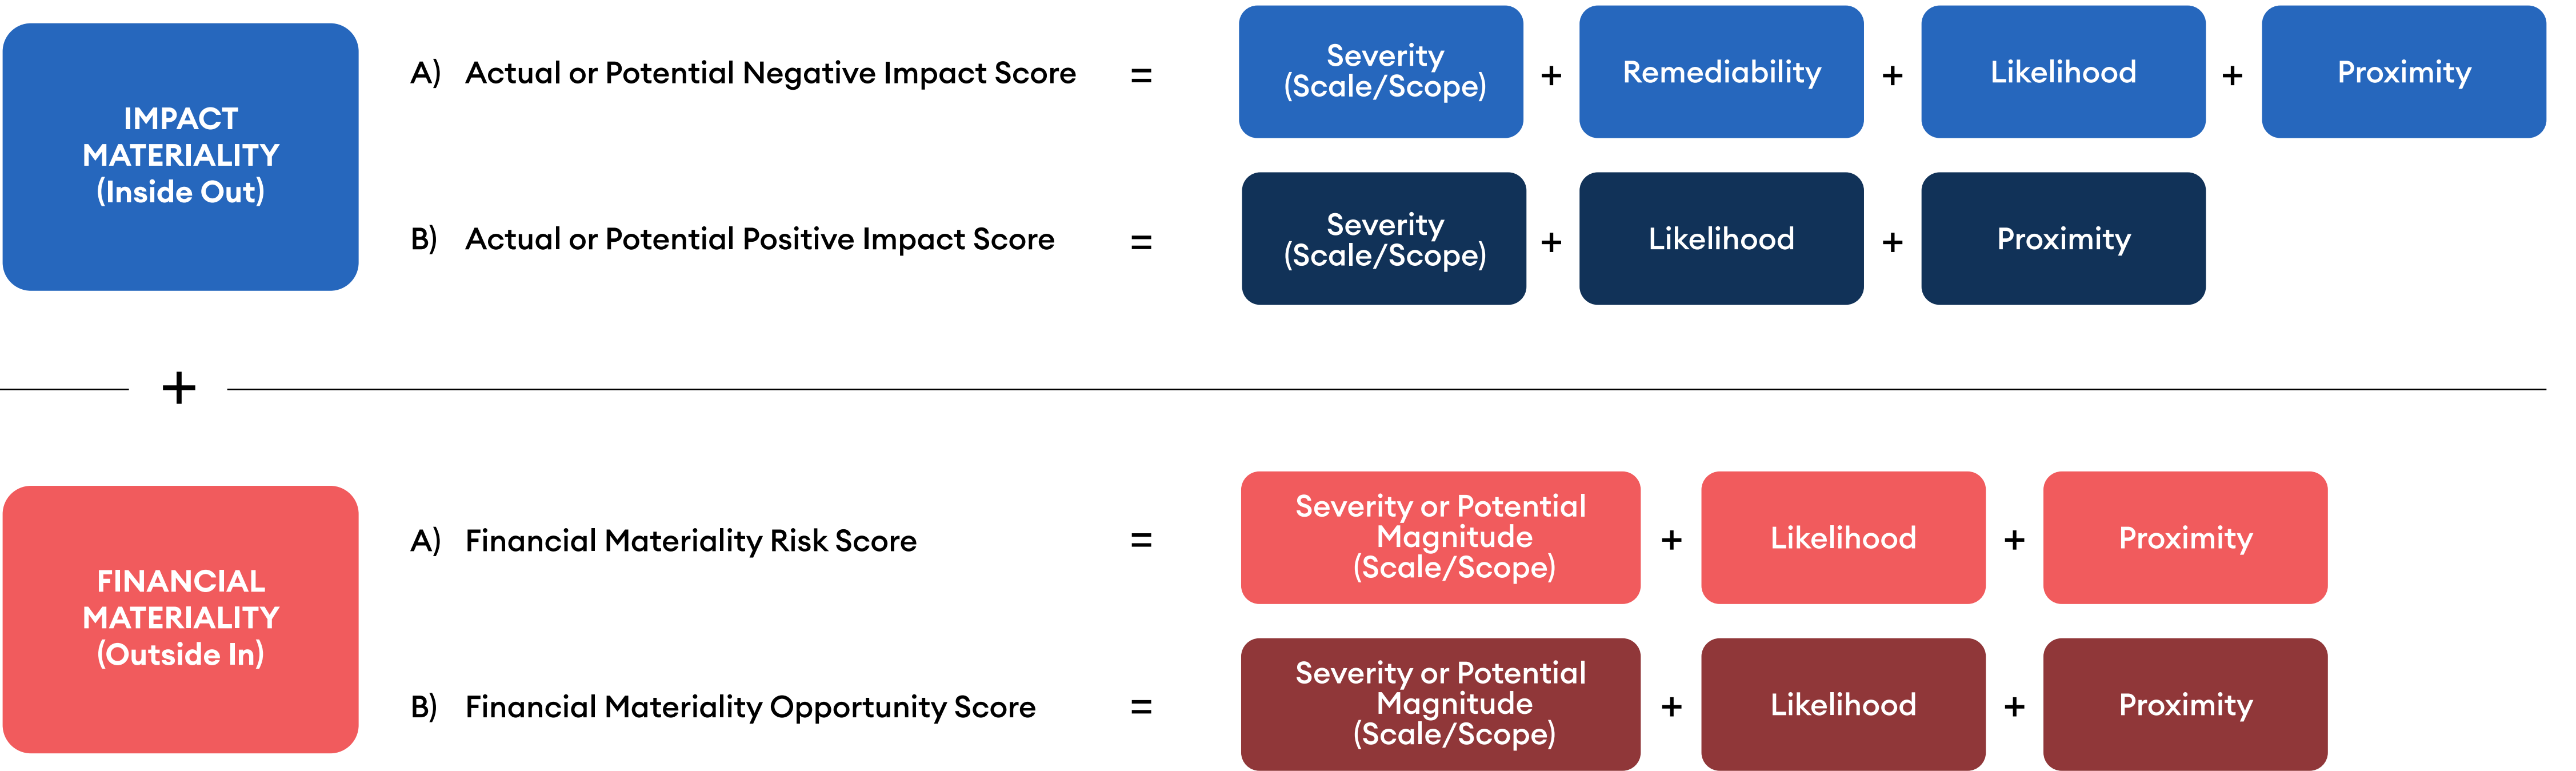 IMPACT
MATERIALITY
(Inside Out)
A) Actual or Potential Negative Impact Score =
Severity
(Scale/Scope)
+
Remediability
+
Likelihood
+
Proximity
B) Actual or Potential Positive Impact Score =
Severity
(Scale/Scope)
+
Likelihood
+
Proximity
+
FINANCIAL
MATERIALITY
(Outside In)
A) Financial Materiality Risk Score =
Severity or Potential
Magnitude
(Scale/Scope)
+
Likelihood
+
Proximity
B) Financial Materiality Opportunity Score =
Severity or Potential
Magnitude
(Scale/Scope)
+
Likelihood
+
Proximity